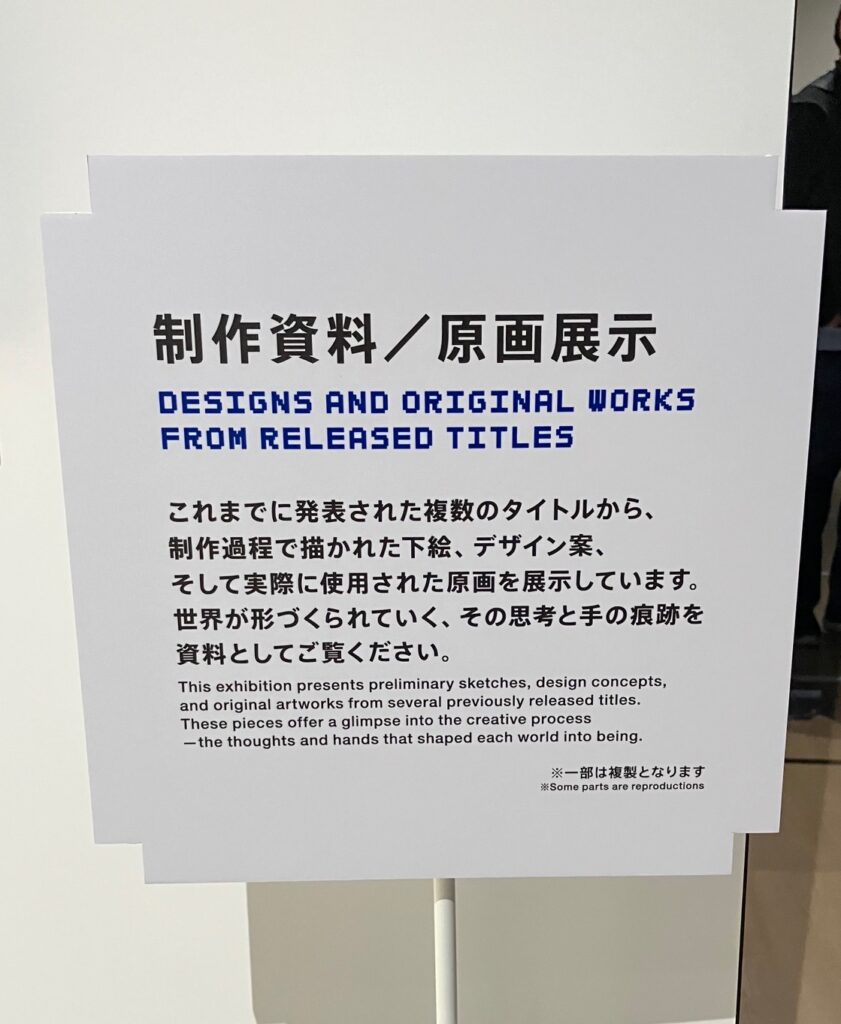 制作資料／原画展示
DESIGNS AND ORIGINAL WORKS
FROM RELEASED TITLES
これまでに発表された複数のタイトルから、
制作過程で描かれた下絵、デザイン案、
そして実際に使用された原画を展示しています。
世界が形づくられていく、その思考と手の痕跡を
資料としてご覧ください。
This exhibition presents preliminary sketches, design concepts,
and original artworks from several previously released titles.
These pieces offer a glimpse into the creative process
—the thoughts and hands that shaped each world into being.
※一部は複製となります
※Some parts are reproductions